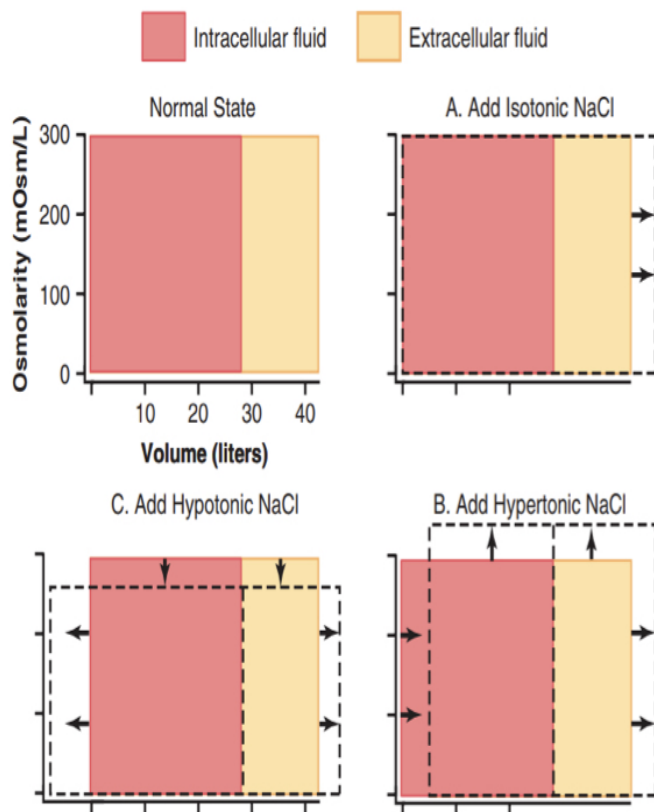 Intracellular fluid
Extracellular fluid
Normal State
Osmolarity (mOsm/L)
300
200
100
0
10 20 30 40
Volume (liters)
A. Add Isotonic NaCl
C. Add Hypotonic NaCl
B. Add Hypertonic NaCl